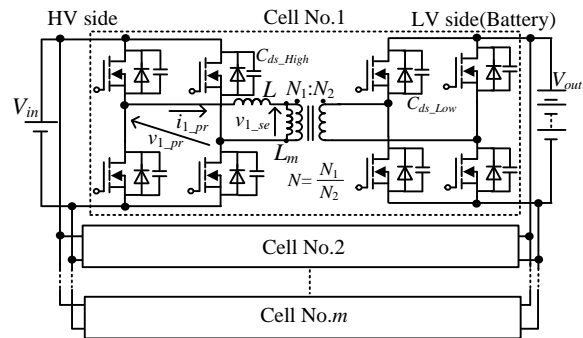 HV side
Cell No.1
LV side(Battery)
C_ds_High
V_in
L
N_1:N_2
V_out
i_1_pr
v_1_se
C_ds_Low
v_1_pr
L_m
N=N_1/N_2
Cell No.2
Cell No.m